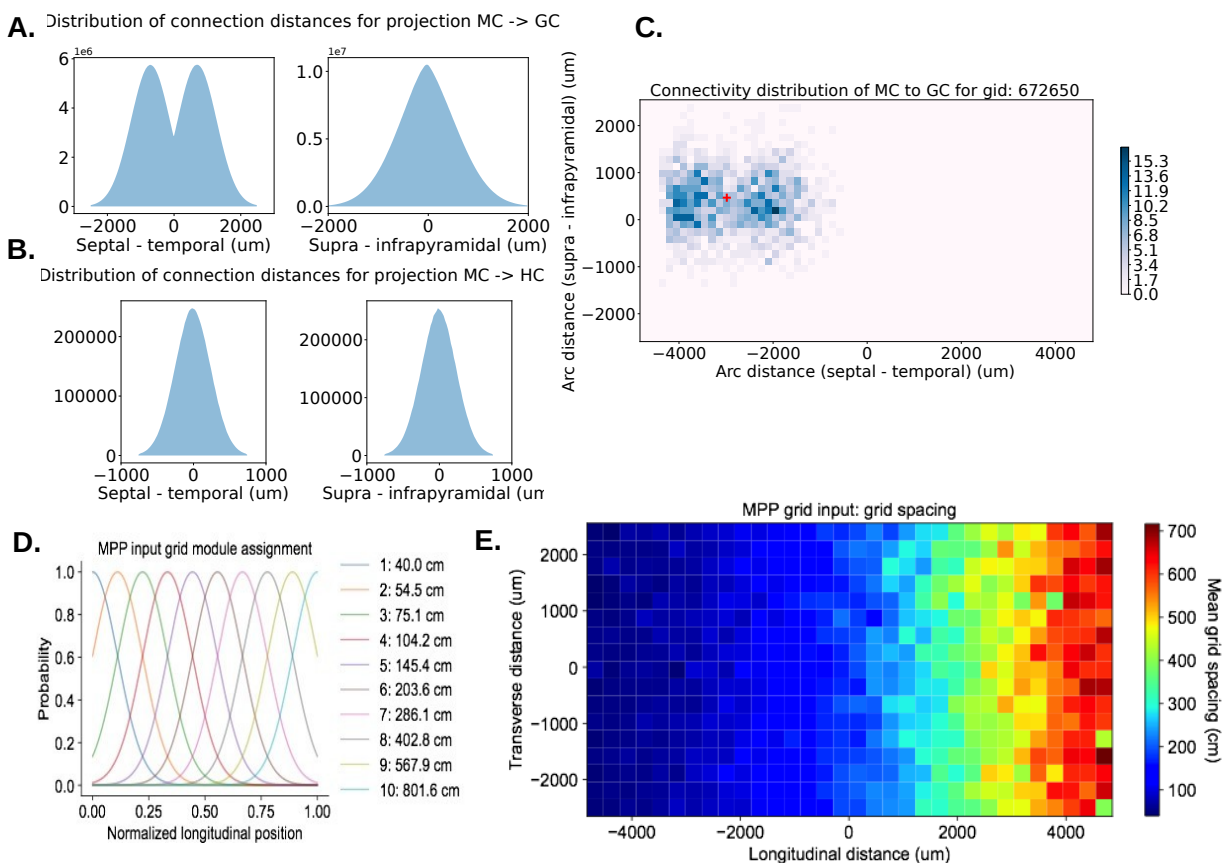 A.
Distribution of connection distances for projection MC -> GC
1e6
6
4
2
0
−2000 0 2000
Septal - temporal (um)
1e7
1.0
0.5
0.0
−2000 0 2000
Supra - infrapyramidal (um)
B.
Distribution of connection distances for projection MC -> HC
200000
100000
0
−1000 0 1000
Septal - temporal (um)
200000
100000
0
−1000 0 1000
Supra - infrapyramidal (um
C.
Connectivity distribution of MC to GC for gid: 672650
Arc distance (supra - infrapyramidal) (um)
2000
1000
0
−1000
−2000
−4000 −2000 0 2000 4000
Arc distance (septal - temporal) (um)
15.3
13.6
11.9
10.2
8.5
6.8
5.1
3.4
1.7
0.0
D.
MPP input grid module assignment
Probability
1.0
0.8
0.6
0.4
0.2
0.0
0.00 0.25 0.50 0.75 1.00
Normalized longitudinal position
1: 40.0 cm
2: 54.5 cm
3: 75.1 cm
4: 104.2 cm
5: 145.4 cm
6: 203.6 cm
7: 286.1 cm
8: 402.8 cm
9: 567.9 cm
10: 801.6 cm
E.
MPP grid input: grid spacing
Transverse distance (um)
2000
1000
0
−1000
−2000
−4000 −2000 0 2000 4000
Longitudinal distance (um)
700
600
500
400
300
200
100
Mean grid spacing (cm)